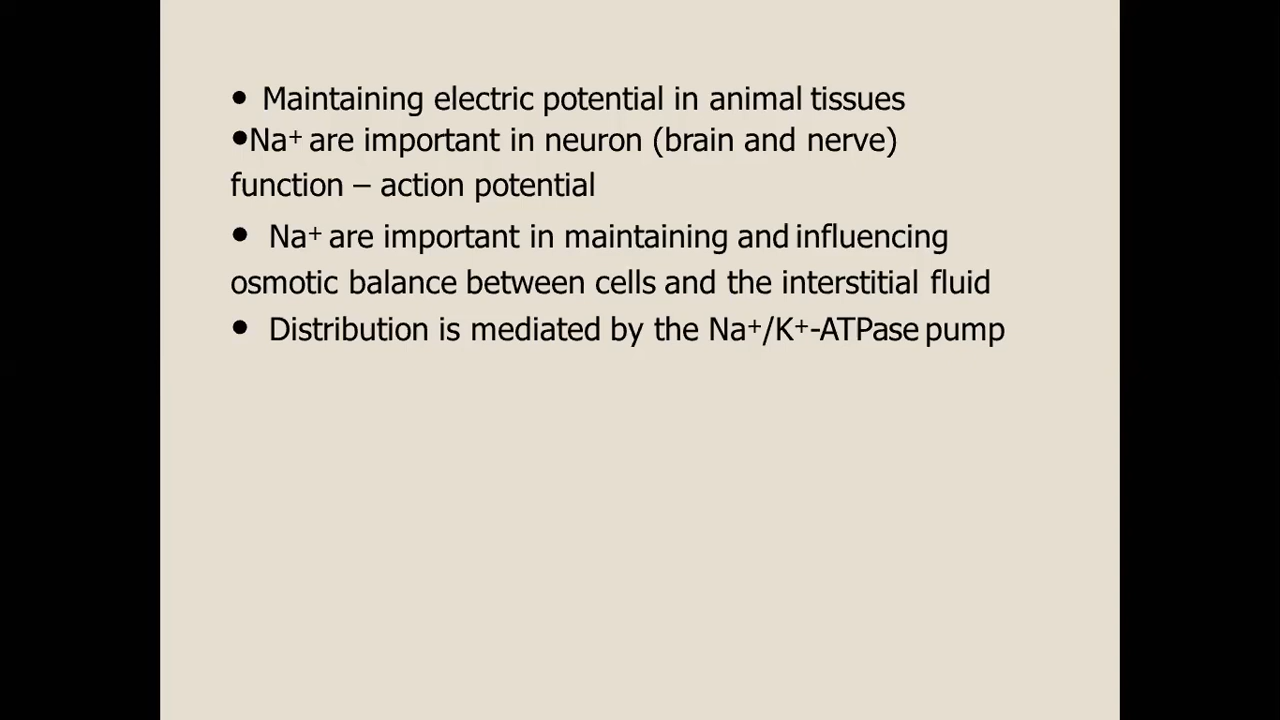 ● Maintaining electric potential in animal tissues
●Na⁺ are important in neuron (brain and nerve)
function – action potential
● Na⁺ are important in maintaining and influencing
osmotic balance between cells and the interstitial fluid
● Distribution is mediated by the Na⁺/K⁺-ATPase pump